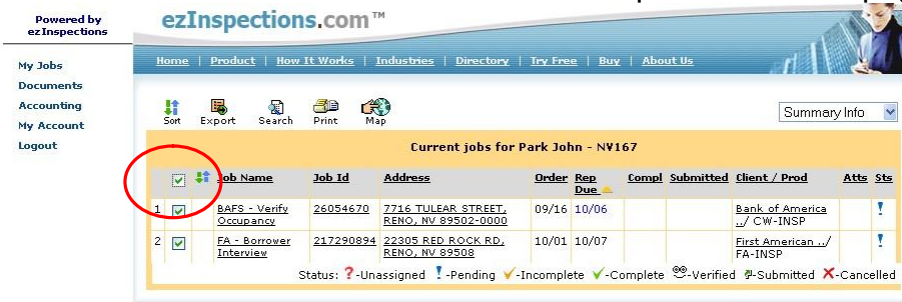 Powered by
ezInspections
ezInspections.com™
My Jobs
Documents
Accounting
My Account
Logout
Home | Product | How It Works | Industries | Directory | Try Free | Buy | About Us
Sort Export Search Print Map
Summary Info
Current jobs for Park John - NV167
Job Name Job Id Address Order Rep Due Compl Submitted Client / Prod Atts Sts
1 BAFS - Verify Occupancy 26054670 7716 TULEAR STREET, RENO, NV 89502-0000 09/16 10/06 Bank of America ../ CW-INSP !
2 FA - Borrower Interview 217290894 22305 RED ROCK RD, RENO, NV 89508 10/01 10/07 First American ../ FA-INSP !
Status: ?-Unassigned !-Pending ✓-Incomplete ✓-Complete -Verified -Submitted X-Cancelled